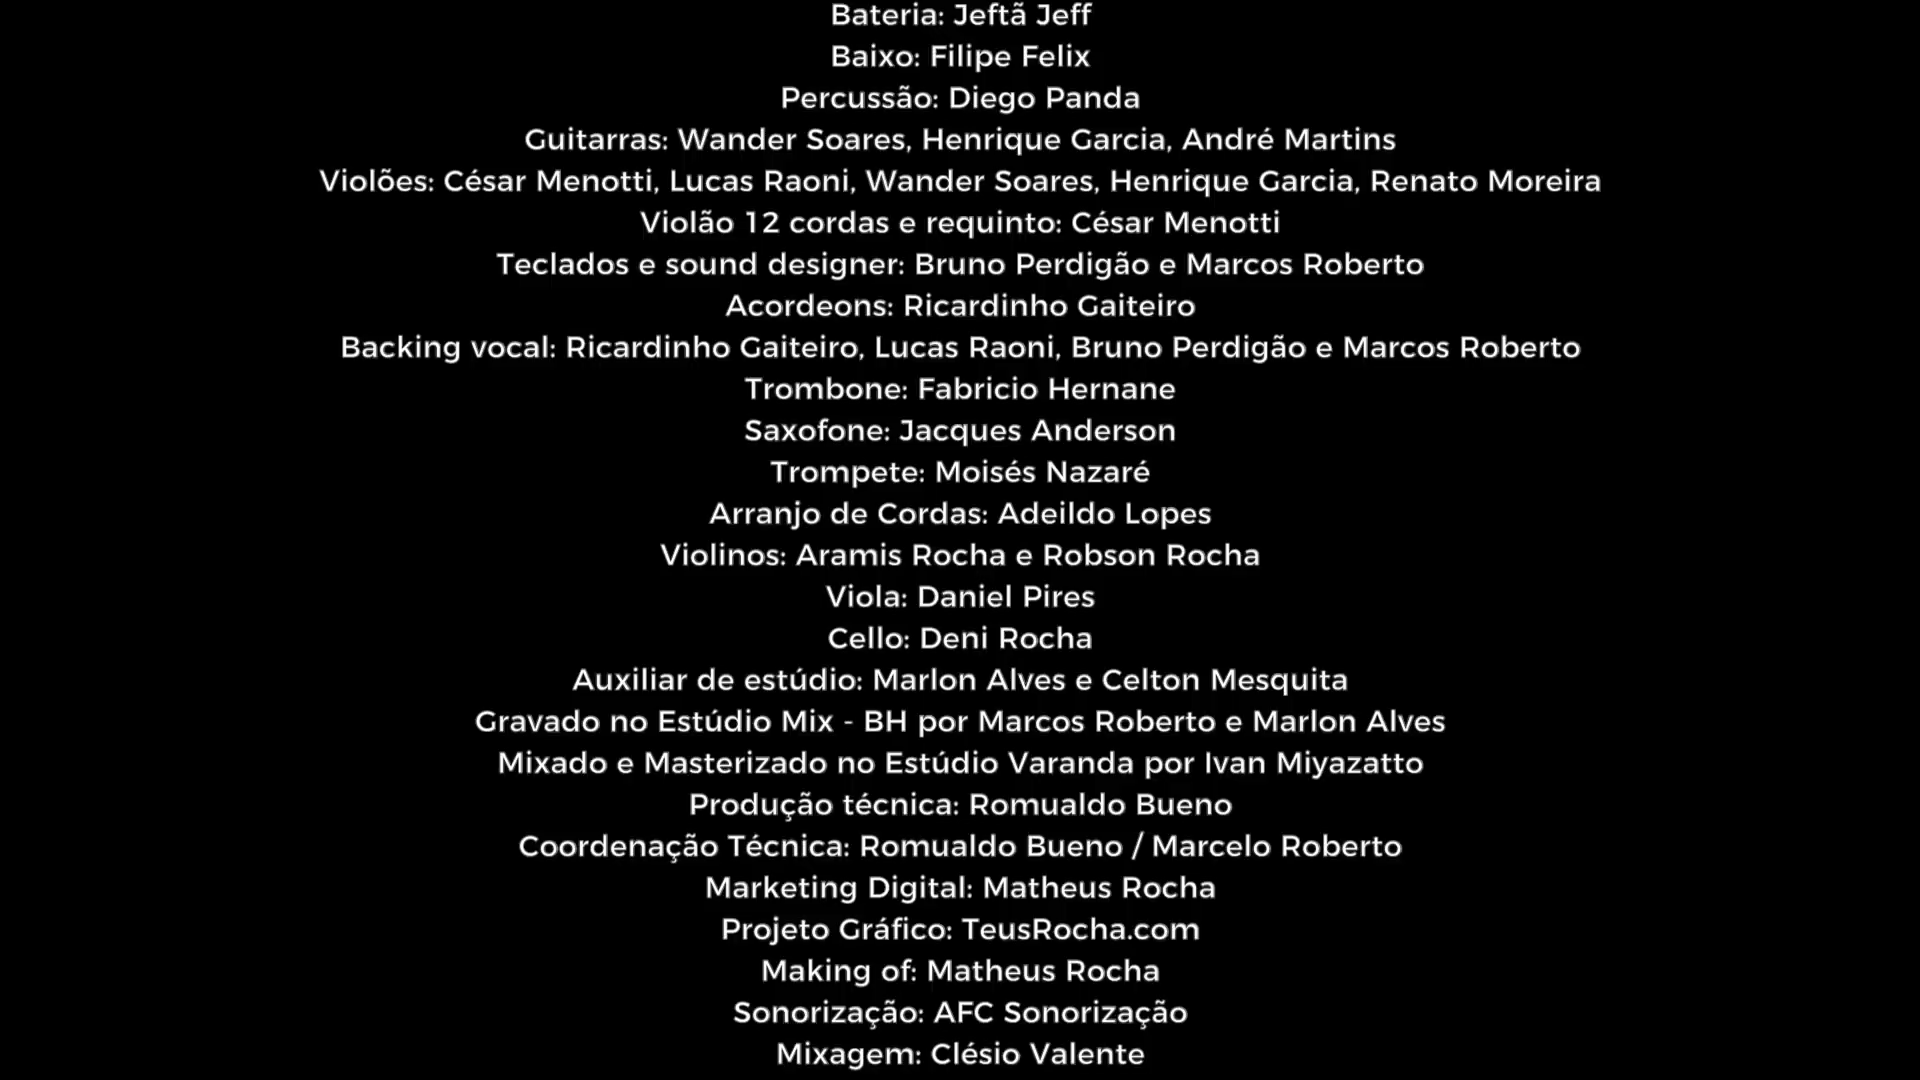 Bateria: Jeftã Jeff
Baixo: Filipe Felix
Percussão: Diego Panda
Guitarras: Wander Soares, Henrique Garcia, André Martins
Violões: César Menotti, Lucas Raoni, Wander Soares, Henrique Garcia, Renato Moreira
Violão 12 cordas e requinto: César Menotti
Teclados e sound designer: Bruno Perdigão e Marcos Roberto
Acordeons: Ricardinho Gaiteiro
Backing vocal: Ricardinho Gaiteiro, Lucas Raoni, Bruno Perdigão e Marcos Roberto
Trombone: Fabricio Hernane
Saxofone: Jacques Anderson
Trompete: Moisés Nazaré
Arranjo de Cordas: Adeildo Lopes
Violinos: Aramis Rocha e Robson Rocha
Viola: Daniel Pires
Cello: Deni Rocha
Auxiliar de estúdio: Marlon Alves e Celton Mesquita
Gravado no Estúdio Mix - BH por Marcos Roberto e Marlon Alves
Mixado e Masterizado no Estúdio Varanda por Ivan Miyazatto
Produção técnica: Romualdo Bueno
Coordenação Técnica: Romualdo Bueno / Marcelo Roberto
Marketing Digital: Matheus Rocha
Projeto Gráfico: TeusRocha.com
Making of: Matheus Rocha
Sonorização: AFC Sonorização
Mixagem: Clésio Valente